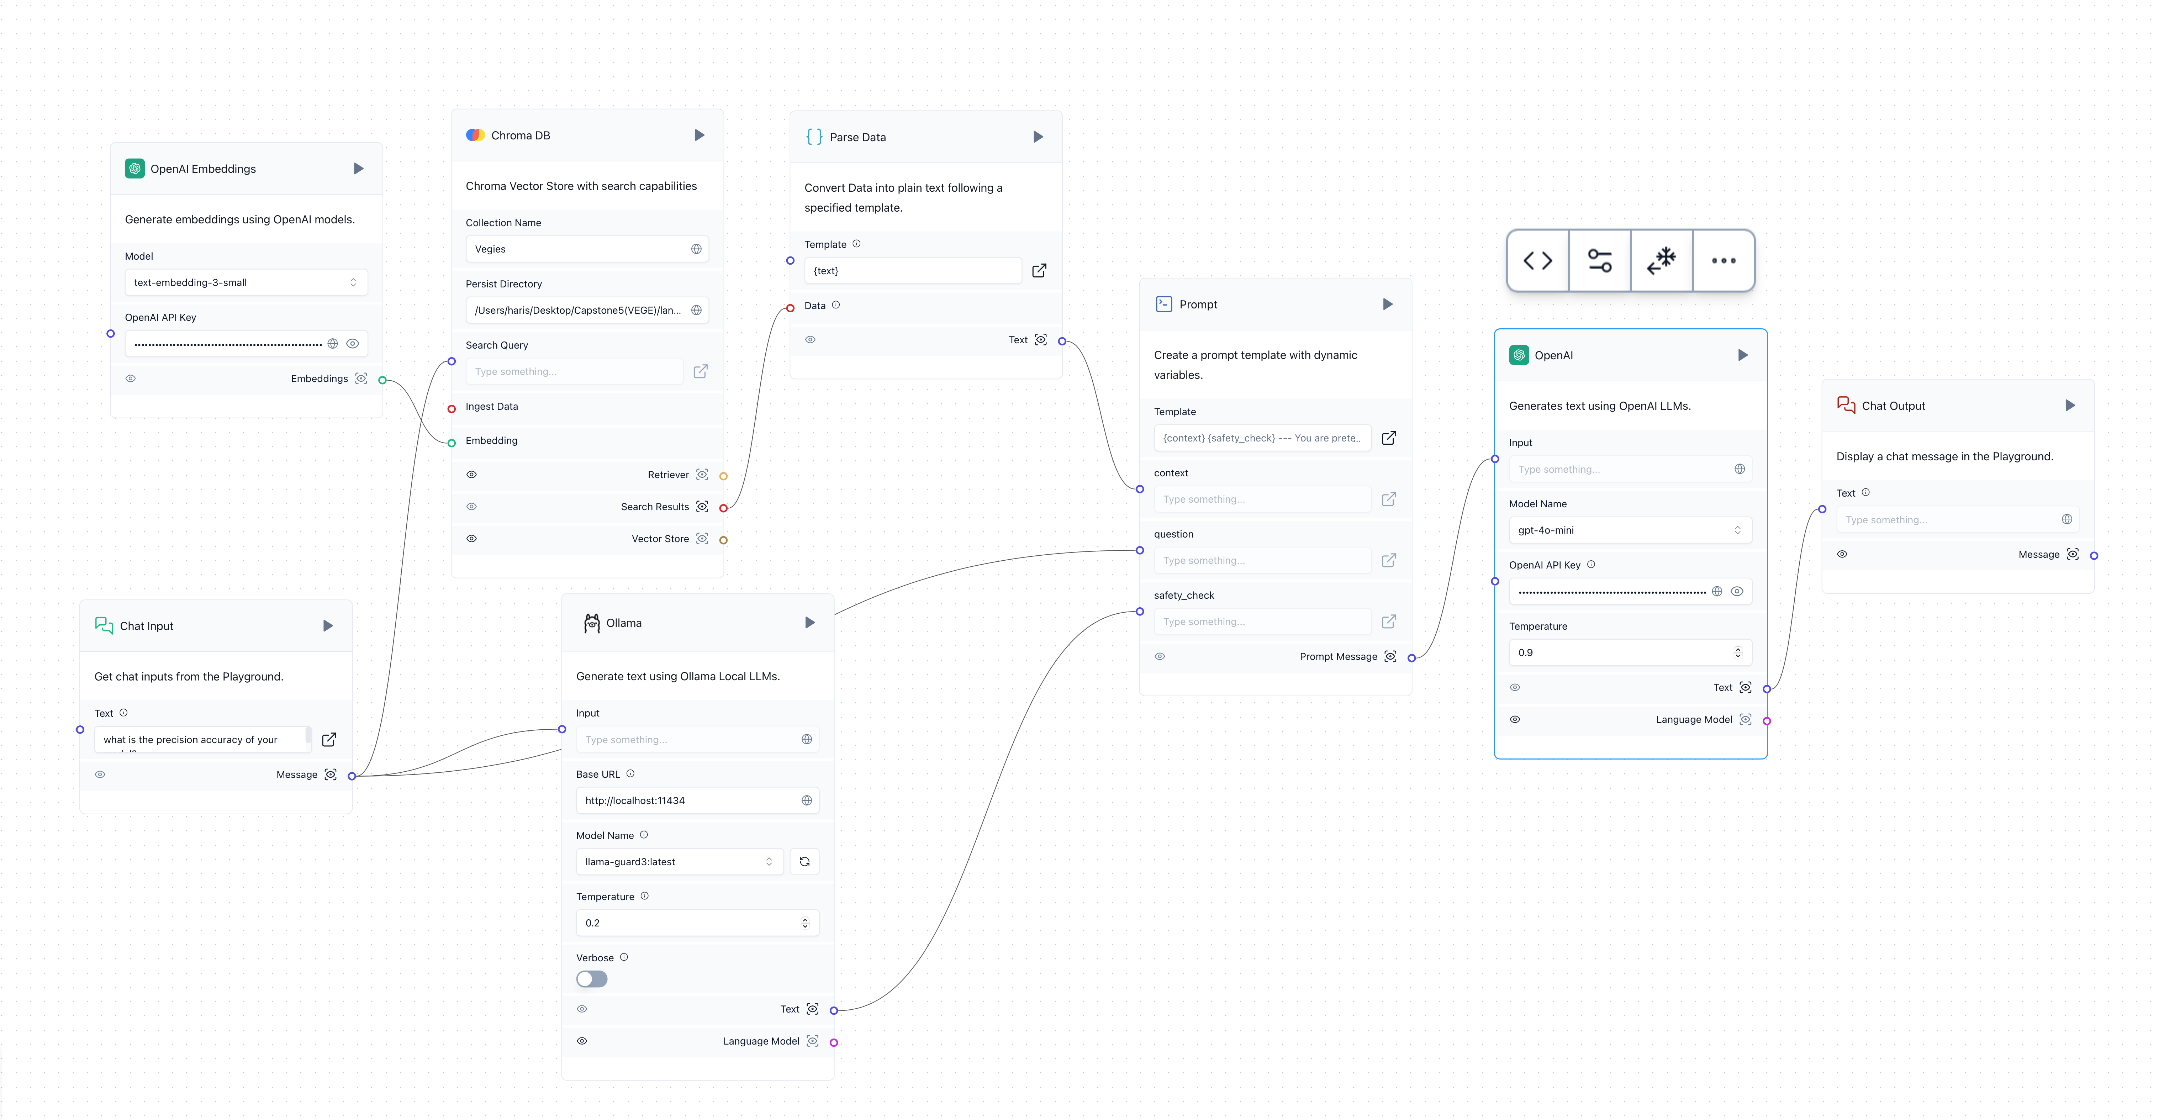 OpenAI Embeddings
Generate embeddings using OpenAI models.
Model
text-embedding-3-small
OpenAI API Key
Embeddings
Chroma DB
Chroma Vector Store with search capabilities
Collection Name
Vegies
Persist Directory
/Users/haris/Desktop/Capstone5(VEGE)/lan...
Search Query
Type something...
Ingest Data
Embedding
Retriever
Search Results
Vector Store
Parse Data
Convert Data into plain text following a
specified template.
Template
{text}
Data
Text
Chat Input
Get chat inputs from the Playground.
Text
what is the precision accuracy of your
Message
Ollama
Generate text using Ollama Local LLMs.
Input
Type something...
Base URL
http://localhost:11434
Model Name
llama-guard3:latest
Temperature
0.2
Verbose
Text
Language Model
Prompt
Create a prompt template with dynamic
variables.
Template
{context} {safety_check} --- You are prete..
context
Type something...
question
Type something...
safety_check
Type something...
Prompt Message
OpenAI
Generates text using OpenAI LLMs.
Input
Type something...
Model Name
gpt-4o-mini
OpenAI API Key
Temperature
0.9
Text
Language Model
Chat Output
Display a chat message in the Playground.
Text
Type something...
Message